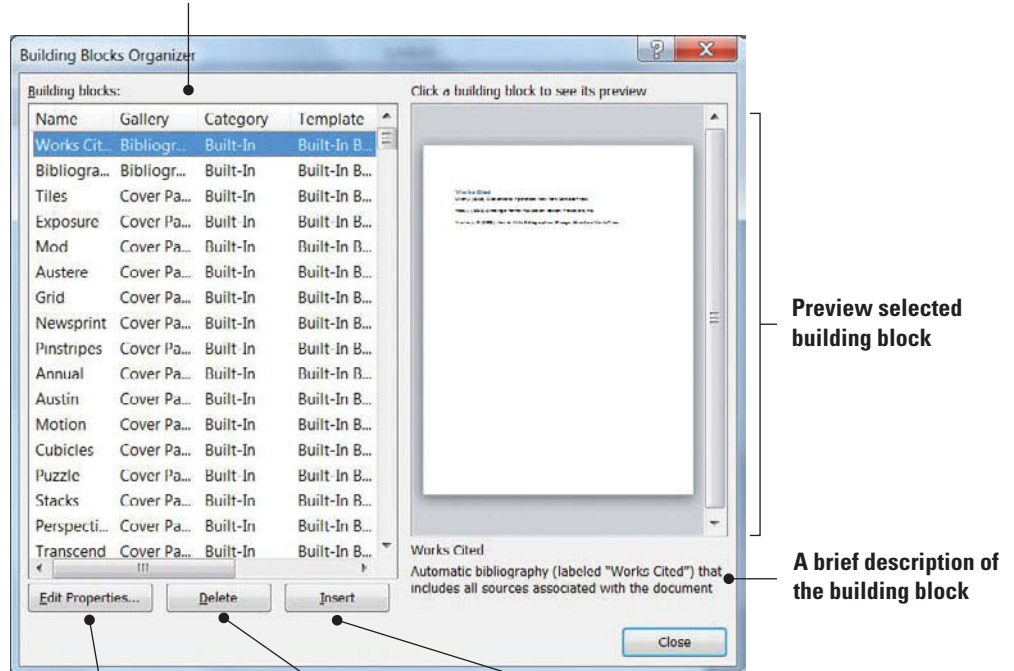 Building Blocks Organizer
Building blocks:
Click a building block to see its preview
Name Gallery Category Template
Works Cit... Bibliogr... Built-In Built-In B...
Bibliogra... Bibliogr... Built-In Built-In B...
Tiles Cover Pa... Built-In Built-In B...
Exposure Cover Pa... Built-In Built-In B...
Mod Cover Pa... Built-In Built-In B...
Austere Cover Pa... Built-In Built-In B...
Grid Cover Pa... Built-In Built-In B...
Newsprint Cover Pa... Built-In Built-In B...
Pinstripes Cover Pa... Built-In Built-In B...
Annual Cover Pa... Built-In Built-In B...
Austin Cover Pa... Built-In Built-In B...
Motion Cover Pa... Built-In Built-In B...
Cubicles Cover Pa... Built-In Built-In B...
Puzzle Cover Pa... Built-In Built-In B...
Stacks Cover Pa... Built-In Built-In B...
Perspecti... Cover Pa... Built-In Built-In B...
Transcend Cover Pa... Built-In Built-In B...
Works Cited
Preview selected
building block
Works Cited
Automatic bibliography (labeled "Works Cited") that
includes all sources associated with the document
A brief description of
the building block
Edit Properties... Delete Insert
Close